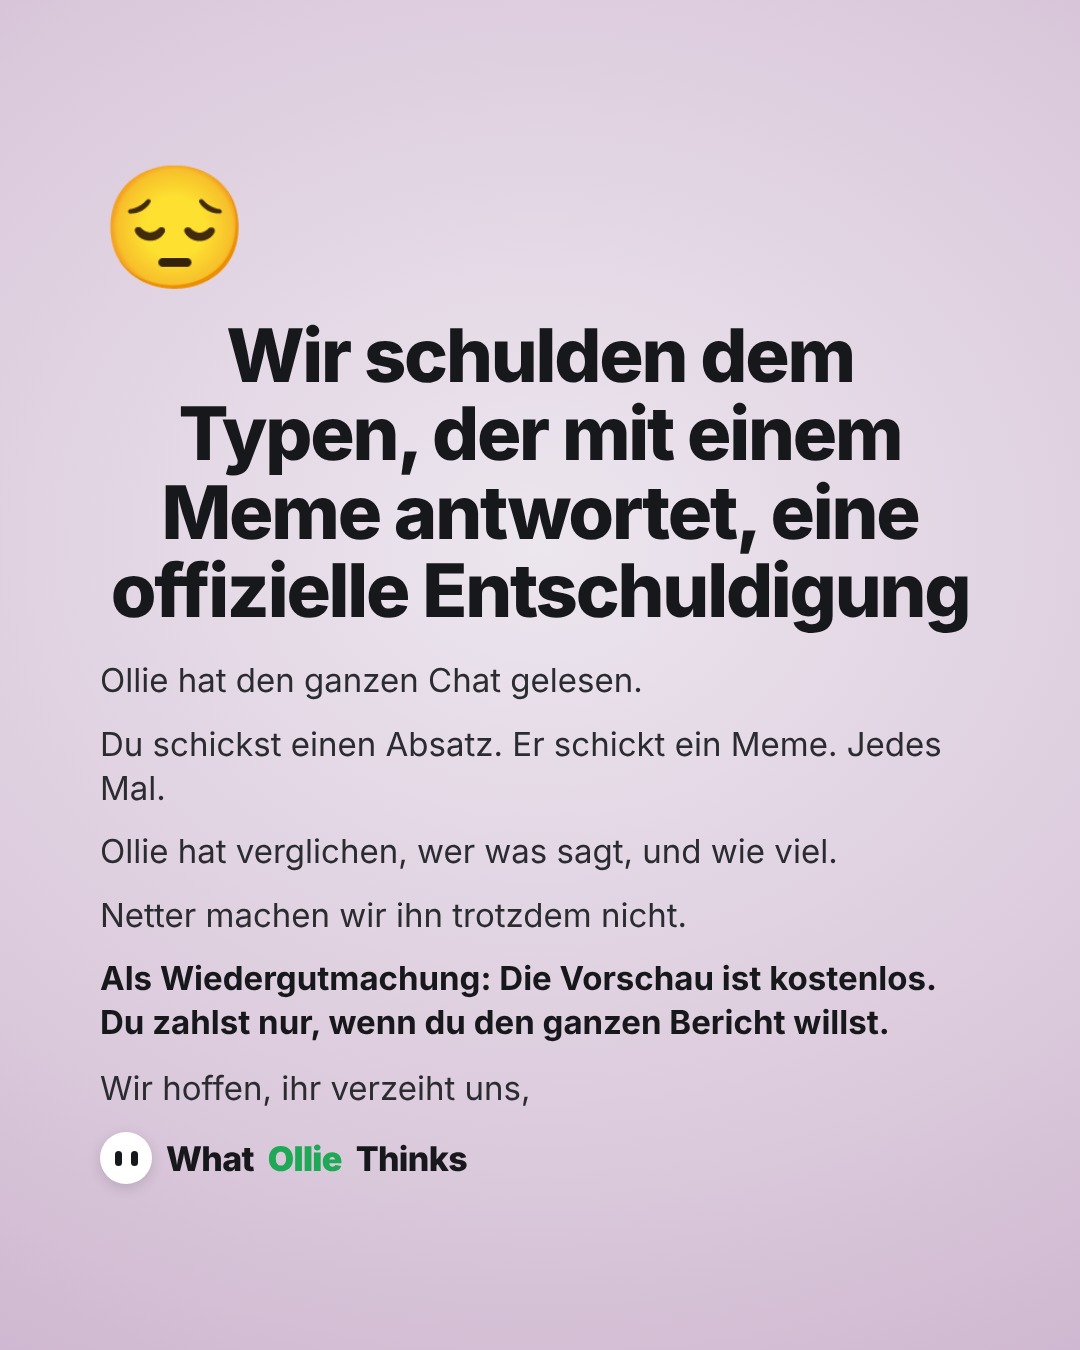 Wir schulden dem
Typen, der mit einem
Meme antwortet, eine
offizielle Entschuldigung
Ollie hat den ganzen Chat gelesen.
Du schickst einen Absatz. Er schickt ein Meme. Jedes
Mal.
Ollie hat verglichen, wer was sagt, und wie viel.
Netter machen wir ihn trotzdem nicht.
Als Wiedergutmachung: Die Vorschau ist kostenlos.
Du zahlst nur, wenn du den ganzen Bericht willst.
Wir hoffen, ihr verzeiht uns,
What Ollie Thinks